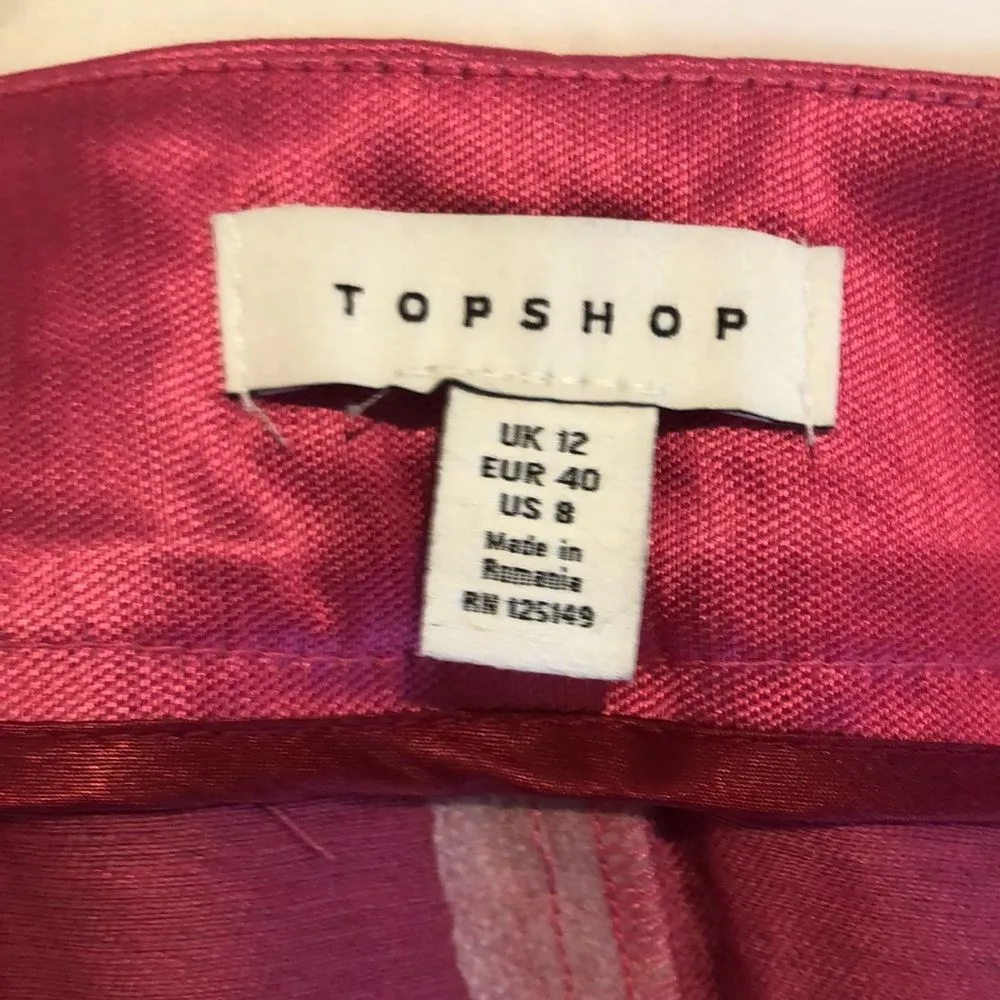 TOPSHOP
UK 12
EUR 40
US 8
Made in
Romania
RN 125149